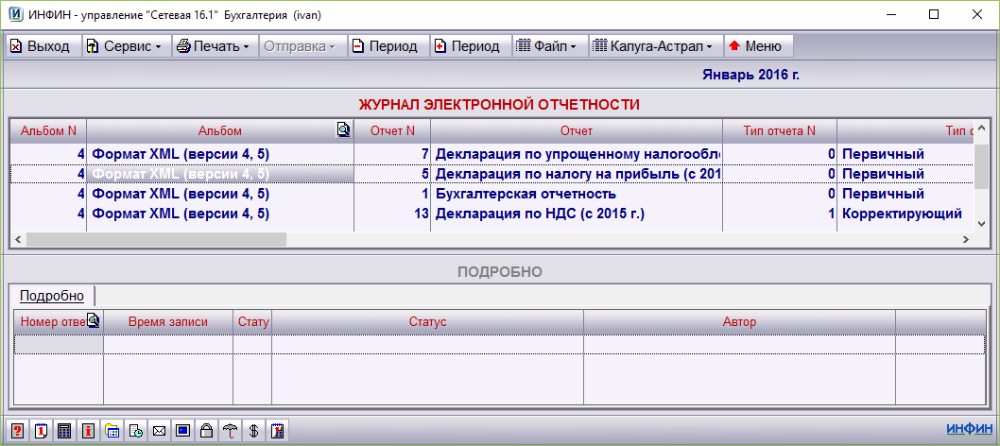 ИНФИН - управление "Сетевая 16.1" Бухгалтерия (ivan)
Выход Сервис Печать Отправка Период Период Файл Калуга-Астрал Меню
Январь 2016 г.
ЖУРНАЛ ЭЛЕКТРОННОЙ ОТЧЕТНОСТИ
Альбом N Альбом Отчет N Отчет Тип отчета N Тип о
4 Формат XML (версии 4, 5) 7 Декларация по упрощенному налогообл 0 Первичный
4 Формат XML (версии 4, 5) 5 Декларация по налогу на прибыль (с 201 0 Первичный
4 Формат XML (версии 4, 5) 1 Бухгалтерская отчетность 0 Первичный
4 Формат XML (версии 4, 5) 13 Декларация по НДС (с 2015 г.) 1 Корректирующий
ПОДРОБНО
Подробно
Номер отве Время записи Стату Статус Автор
ИНФИН